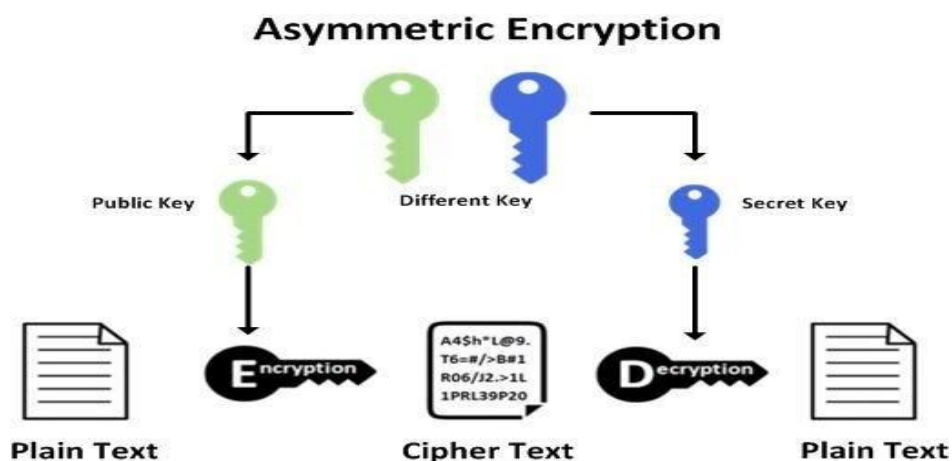 Asymmetric Encryption
Public Key
Different Key
Secret Key
Encryption
A4$h*L@9.
T6=#/>B#1
R06/J2.>1L
1PRL39P20
Decryption
Plain Text
Cipher Text
Plain Text